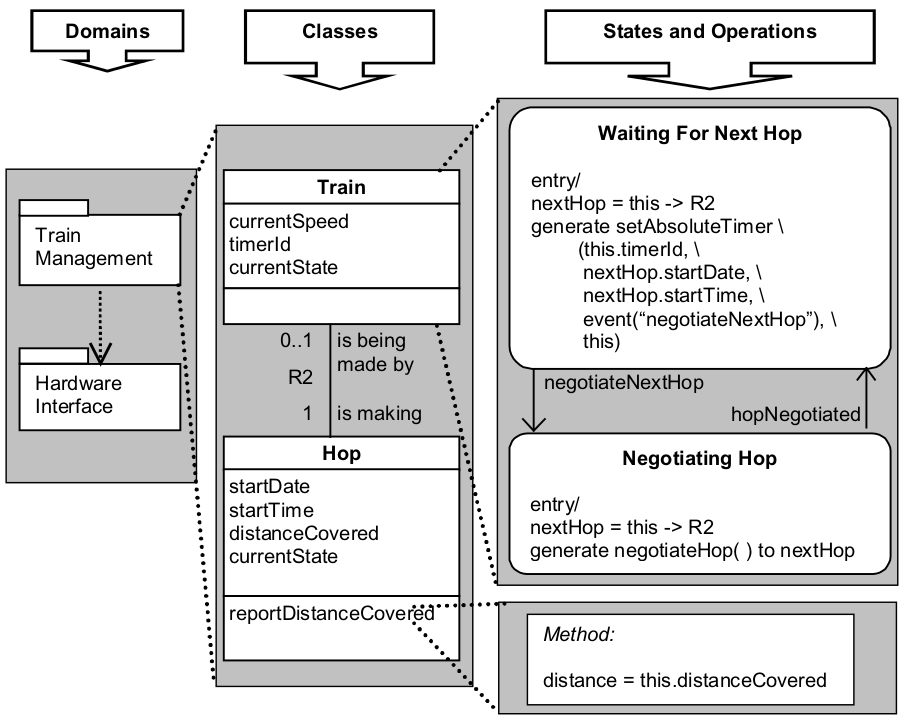 Domains
Classes
States and Operations
Train
Management
Hardware
Interface
Train
currentSpeed
timerId
currentState
0..1
is being
made by
R2
1
is making
Hop
startDate
startTime
distanceCovered
currentState
reportDistanceCovered
Waiting For Next Hop
entry/
nextHop = this -> R2
generate setAbsoluteTimer \
(this.timerId, \
nextHop.startDate, \
nextHop.startTime, \
event(“negotiateNextHop”), \
this)
negotiateNextHop
hopNegotiated
Negotiating Hop
entry/
nextHop = this -> R2
generate negotiateHop( ) to nextHop
Method:
distance = this.distanceCovered